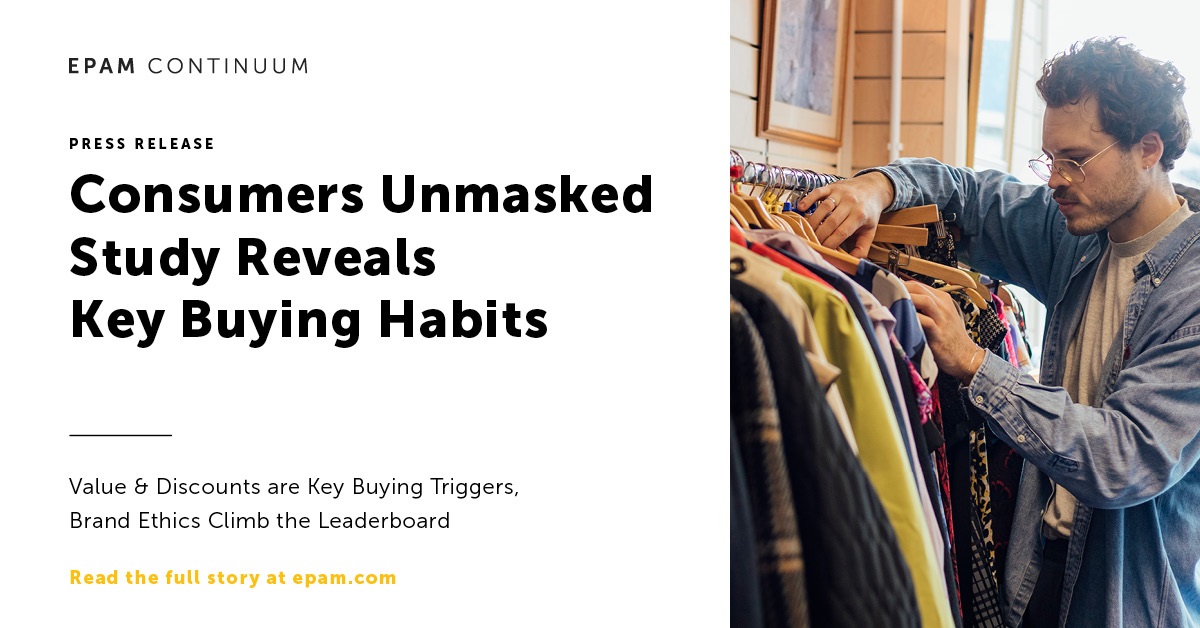 EPAM CONTINUUM
PRESS RELEASE
Consumers Unmasked
Study Reveals
Key Buying Habits
Value & Discounts are Key Buying Triggers,
Brand Ethics Climb the Leaderboard
Read the full story at epam.com